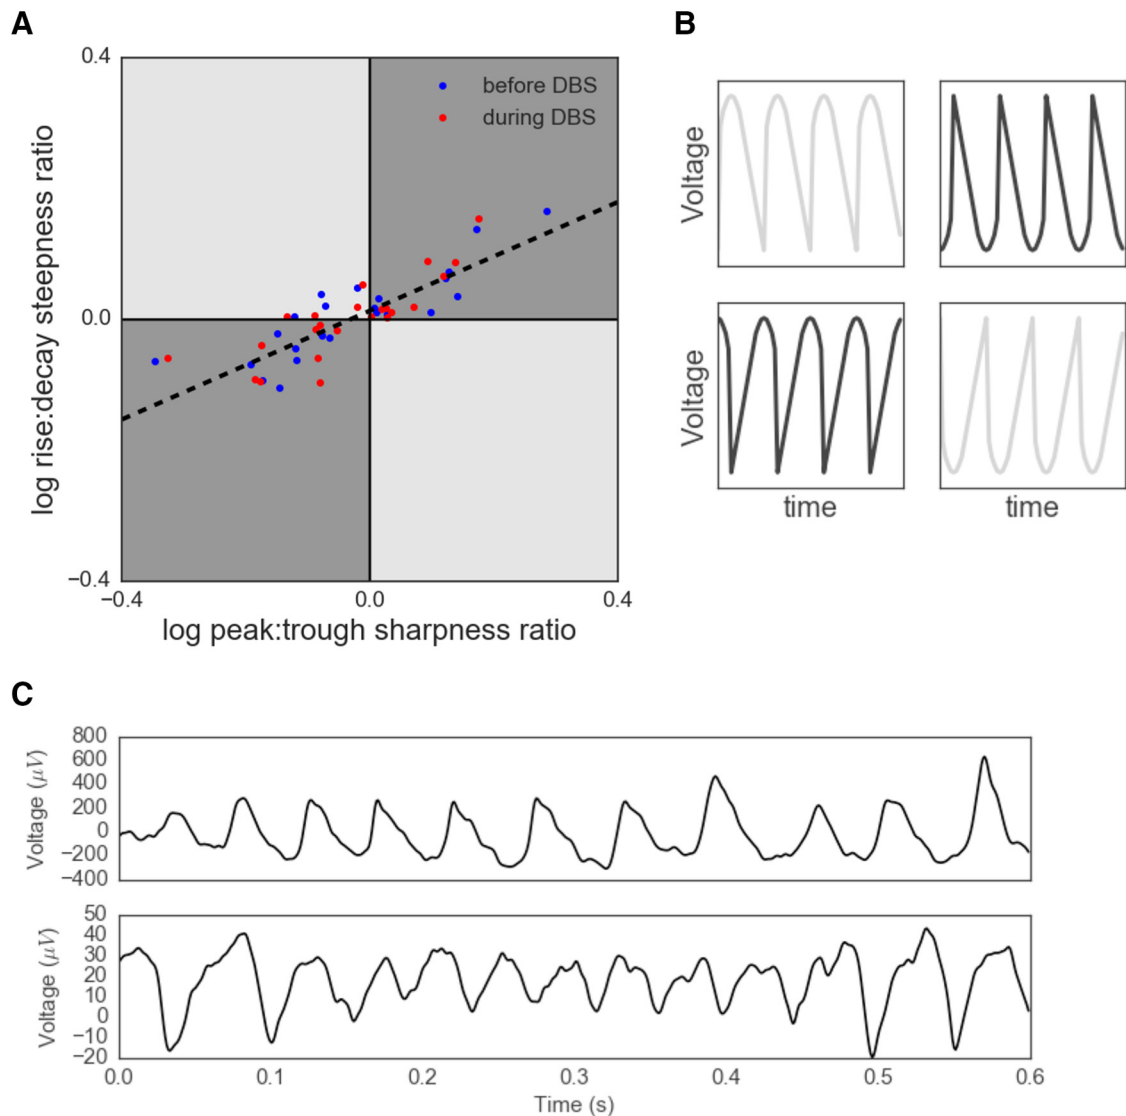 A
B
0.4
before DBS
during DBS
log rise:decay steepness ratio
0.0
−0.4
−0.4
0.0
0.4
log peak:trough sharpness ratio
Voltage
Voltage
time
time
C
800
600
400
200
0
−200
−400
Voltage (μV)
50
40
30
20
10
0
−10
−20
Voltage (μV)
0.0
0.1
0.2
0.3
0.4
0.5
0.6
Time (s)